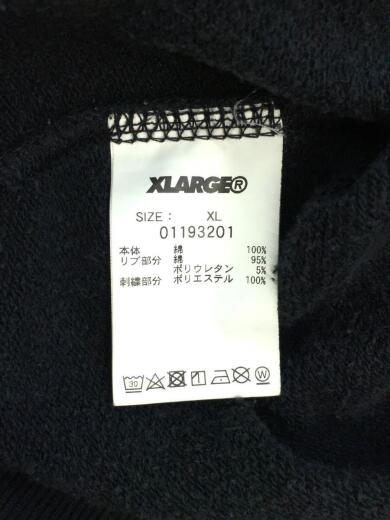 XLARGE®
SIZE: XL
01193201
本体 綿 100%
リブ部分 綿 95%
ポリウレタン 5%
刺繍部分 ポリエステル 100%
30 W